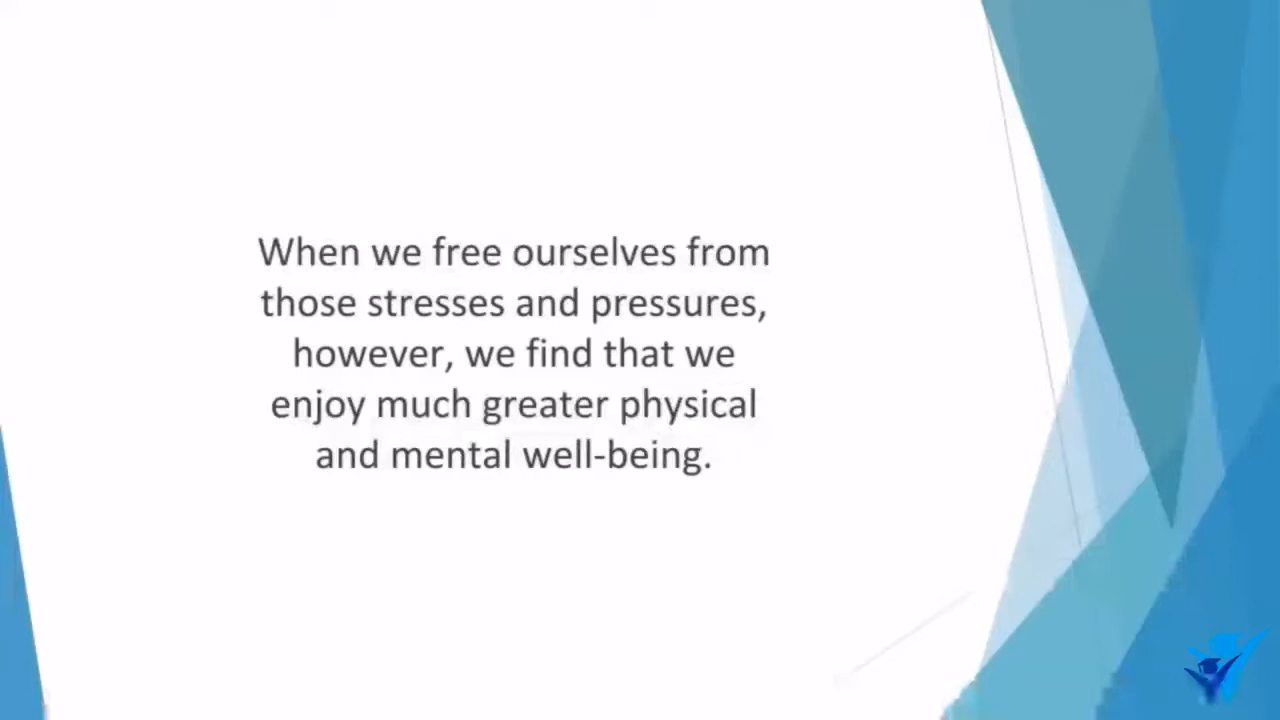 When we free ourselves from
those stresses and pressures,
however, we find that we
enjoy much greater physical
and mental well-being.